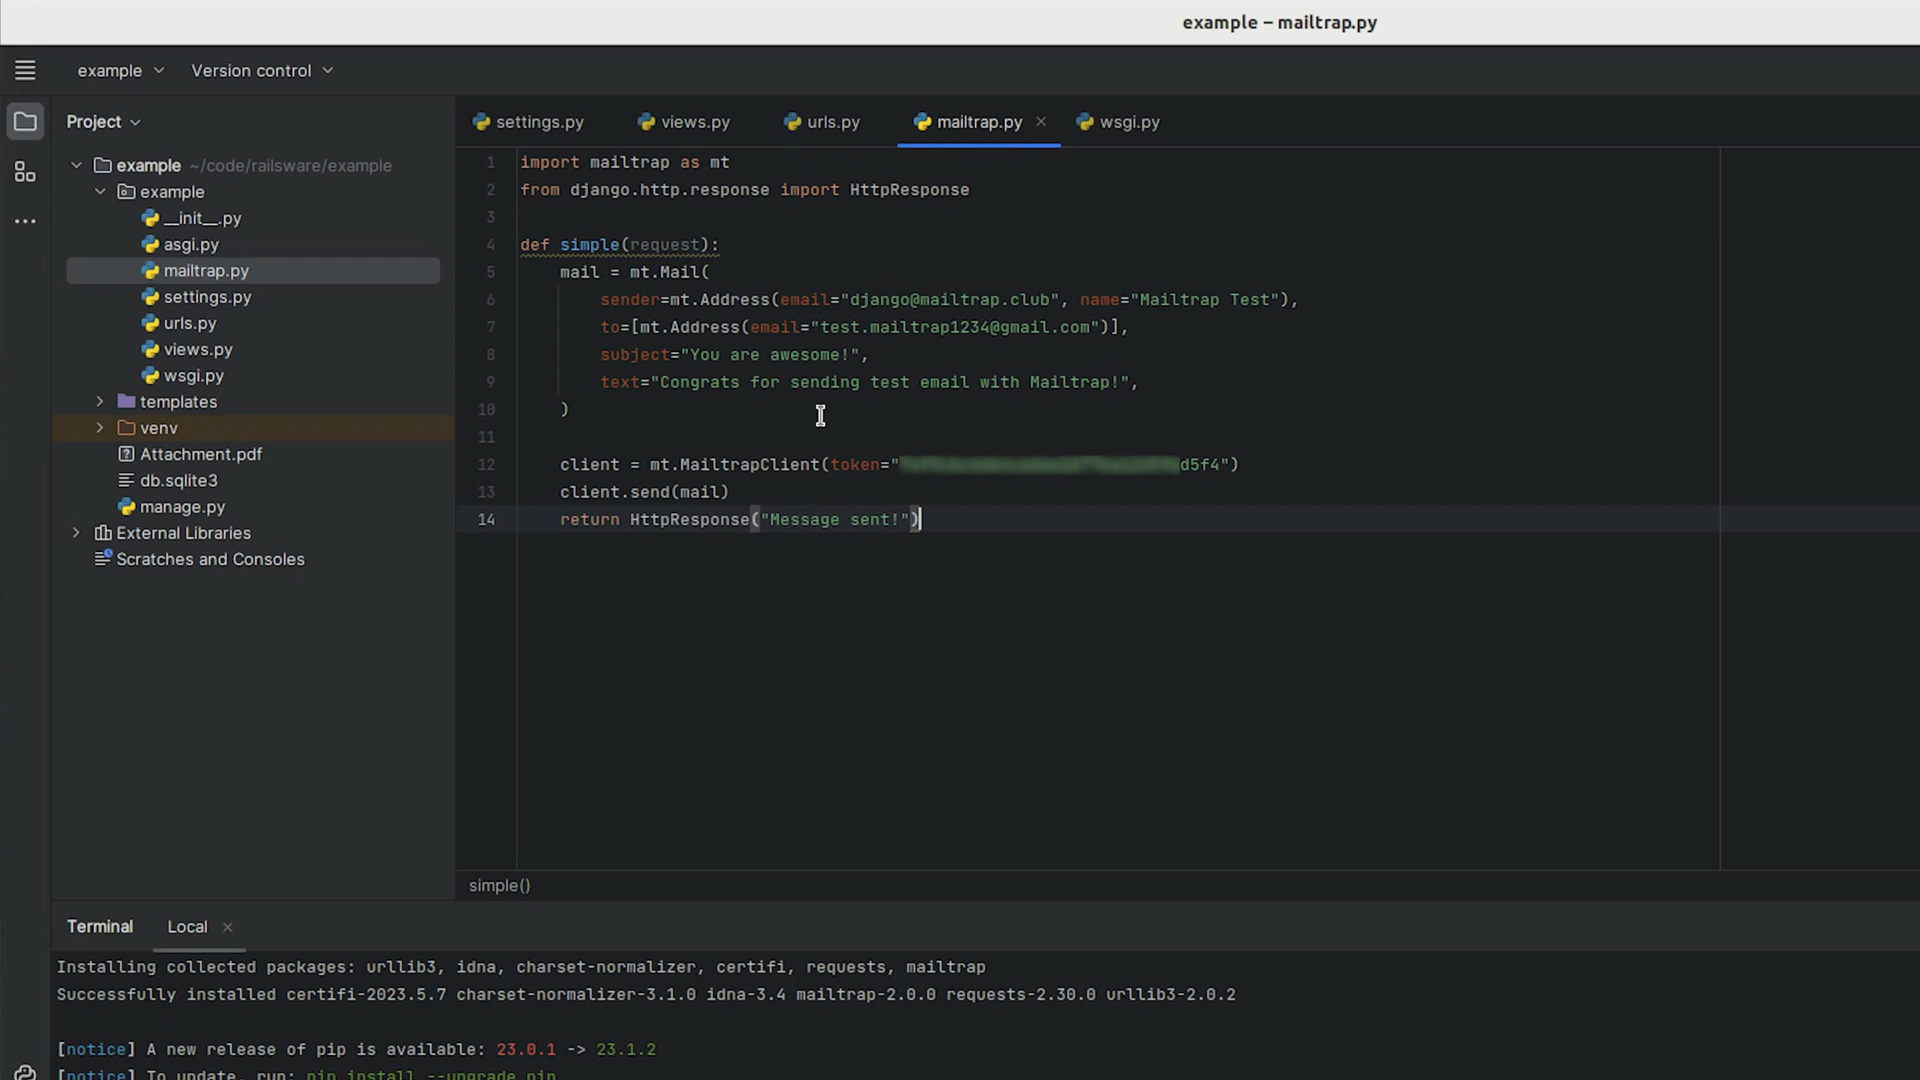 example – mailtrap.py
example Version control
Project
settings.py views.py urls.py mailtrap.py × wsgi.py
example ~/code/railsware/example
example
__init__.py
asgi.py
mailtrap.py
settings.py
urls.py
views.py
wsgi.py
templates
venv
Attachment.pdf
db.sqlite3
manage.py
External Libraries
Scratches and Consoles
1 import mailtrap as mt
2 from django.http.response import HttpResponse
3
4 def simple(request):
5     mail = mt.Mail(
6         sender=mt.Address(email="django@mailtrap.club", name="Mailtrap Test"),
7         to=[mt.Address(email="test.mailtrap1234@gmail.com")],
8         subject="You are awesome!",
9         text="Congrats for sending test email with Mailtrap!",
10     )
11
12     client = mt.MailtrapClient(token="d5f4")
13     client.send(mail)
14     return HttpResponse("Message sent!")
simple()
Terminal Local ×
Installing collected packages: urllib3, idna, charset-normalizer, certifi, requests, mailtrap
Successfully installed certifi-2023.5.7 charset-normalizer-3.1.0 idna-3.4 mailtrap-2.0.0 requests-2.30.0 urllib3-2.0.2
[notice] A new release of pip is available: 23.0.1 -> 23.1.2
[notice] To update, run: pip install --upgrade pip